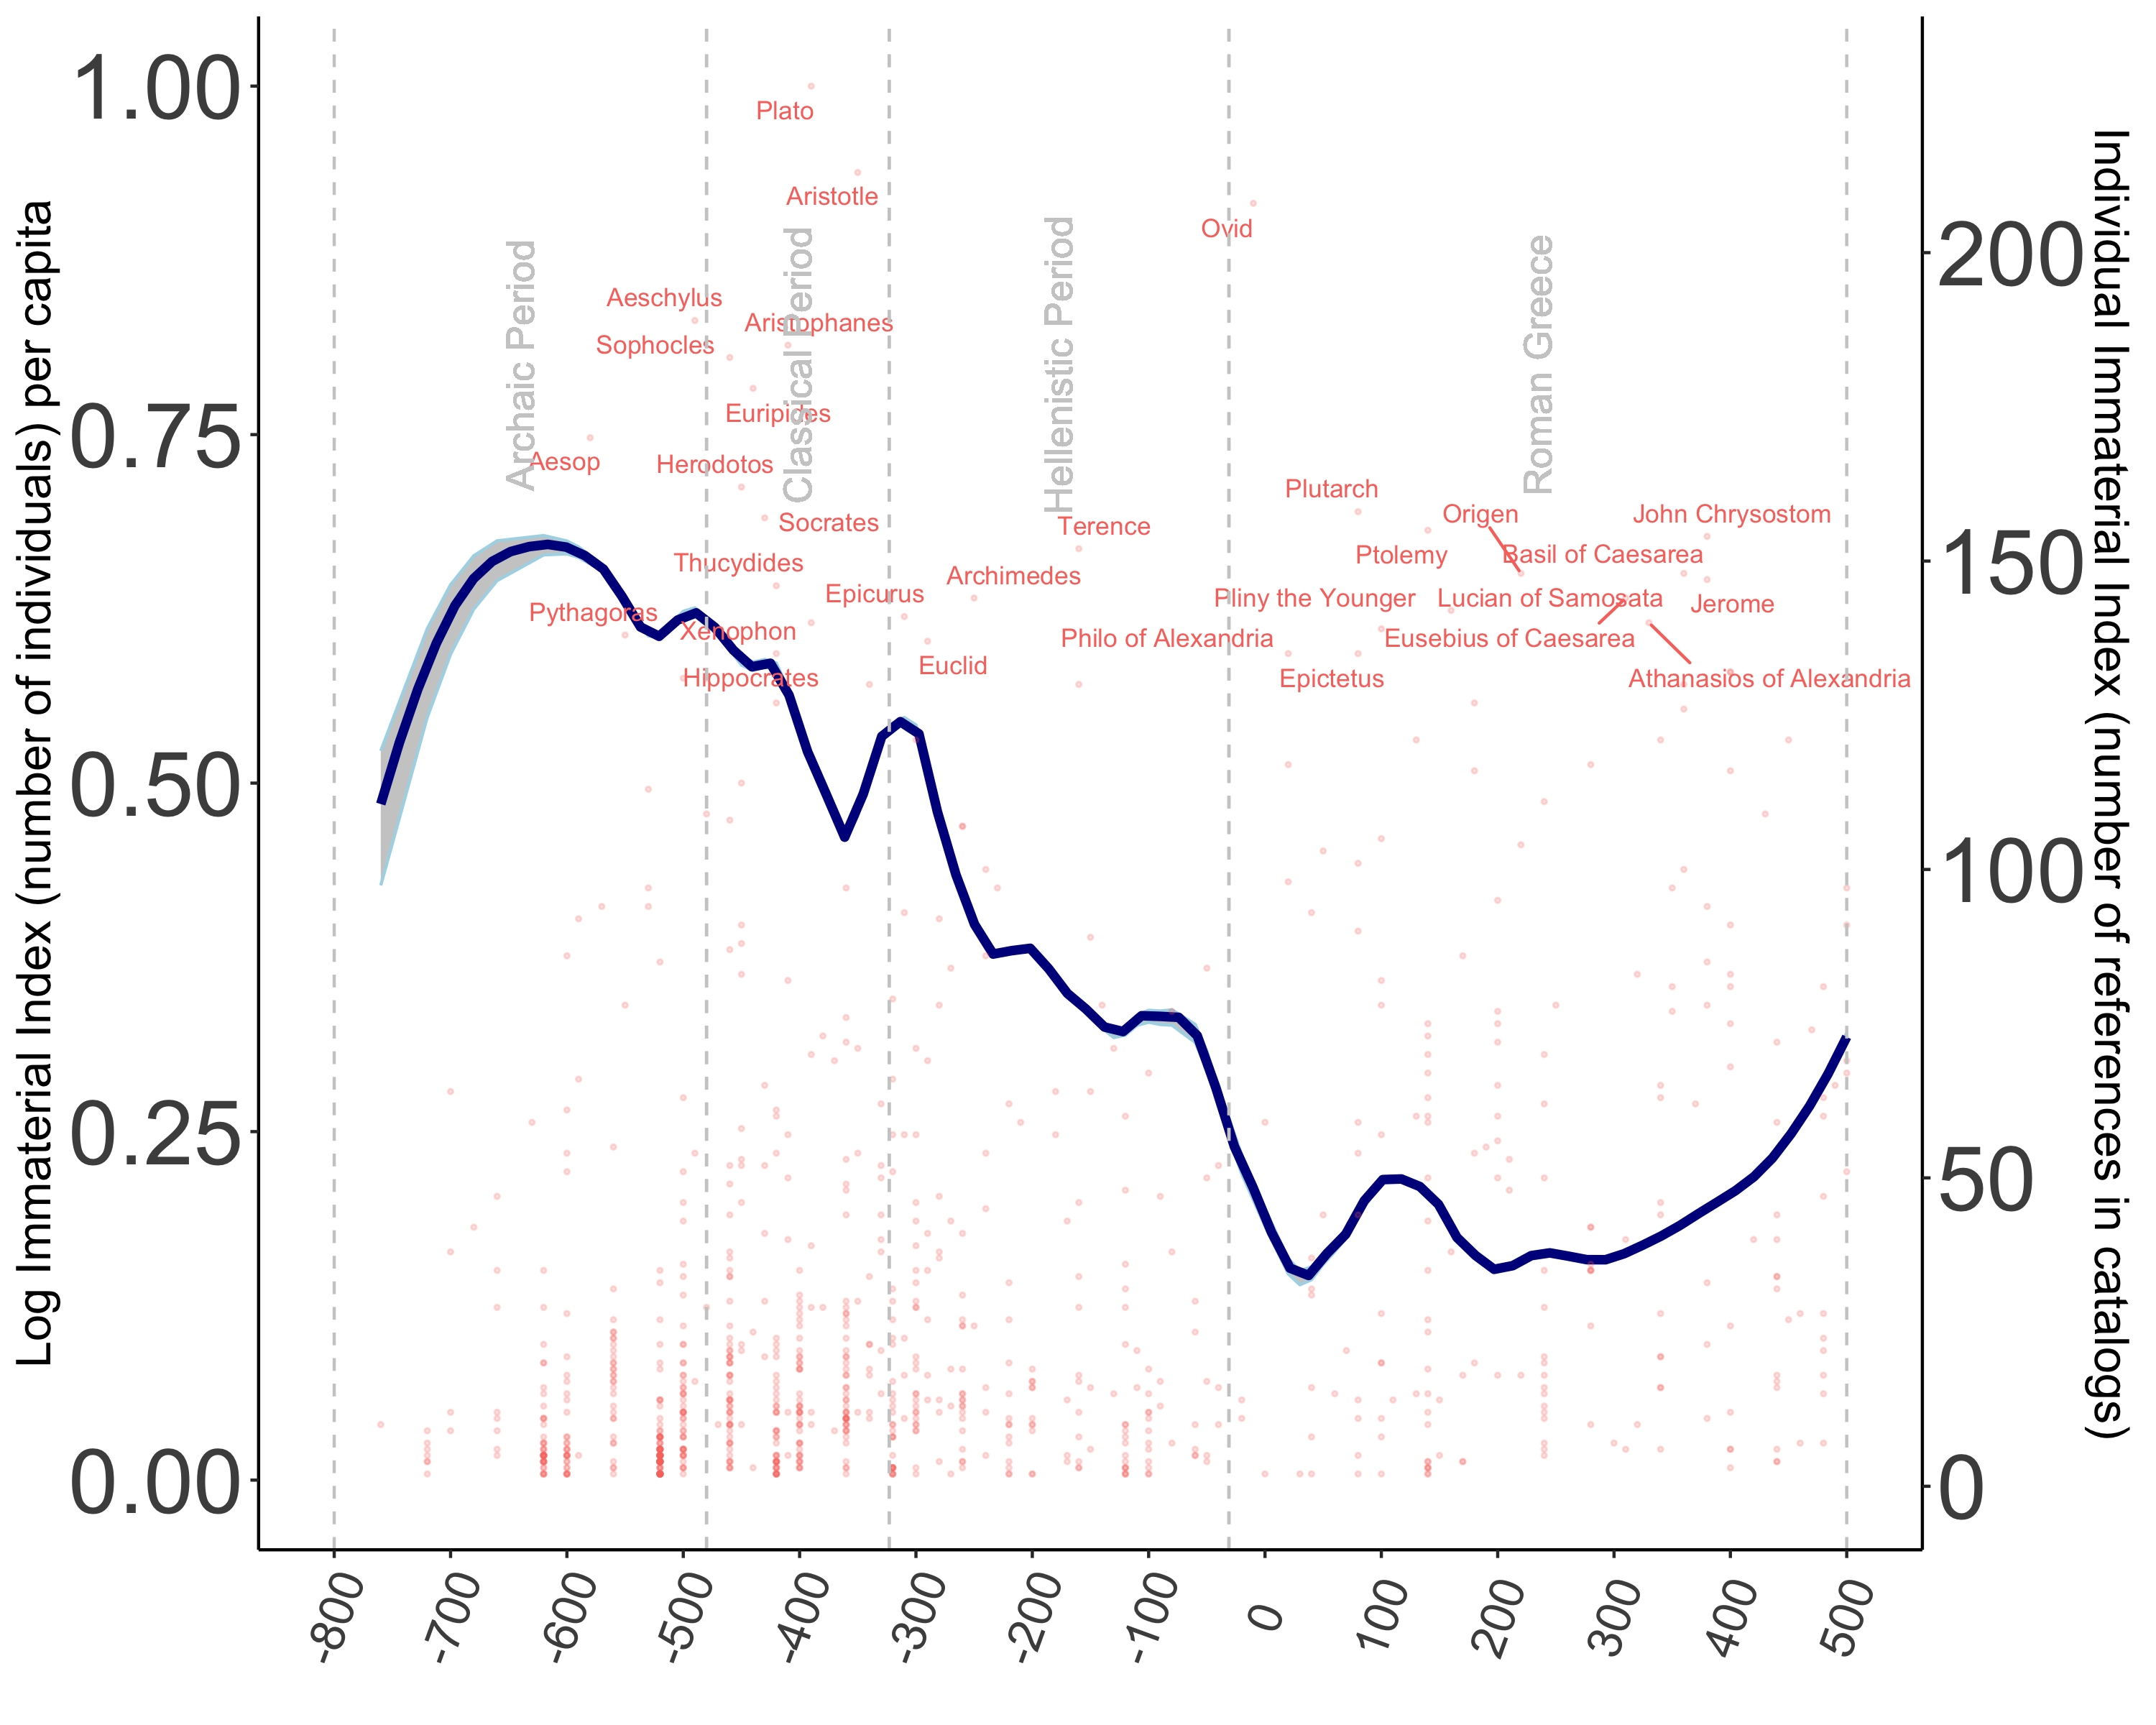 Log Immaterial Index (number of individuals) per capita
1.00
0.75
0.50
0.25
0.00
Individual Immaterial Index (number of references in catalogs)
200
150
100
50
0
Archaic Period
Classical Period
Hellenistic Period
Roman Greece
Plato
Aristotle
Ovid
Aeschylus
Aristophanes
Sophocles
Euripides
Aesop
Herodotos
Socrates
Thucydides
Pythagoras
Xenophon
Hippocrates
Epicurus
Archimedes
Euclid
Terence
Plutarch
Origen
John Chrysostom
Ptolemy
Basil of Caesarea
Pliny the Younger
Lucian of Samosata
Jerome
Philo of Alexandria
Eusebius of Caesarea
Epictetus
Athanasios of Alexandria
-800
-700
-600
-500
-400
-300
-200
-100
0
100
200
300
400
500